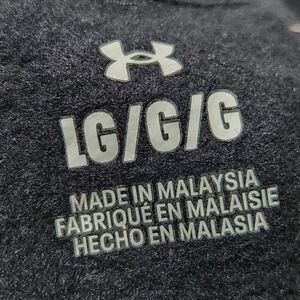 LG/G/G
MADE IN MALAYSIA
FABRIQUÉ EN MALAISIE
HECHO EN MALASIA